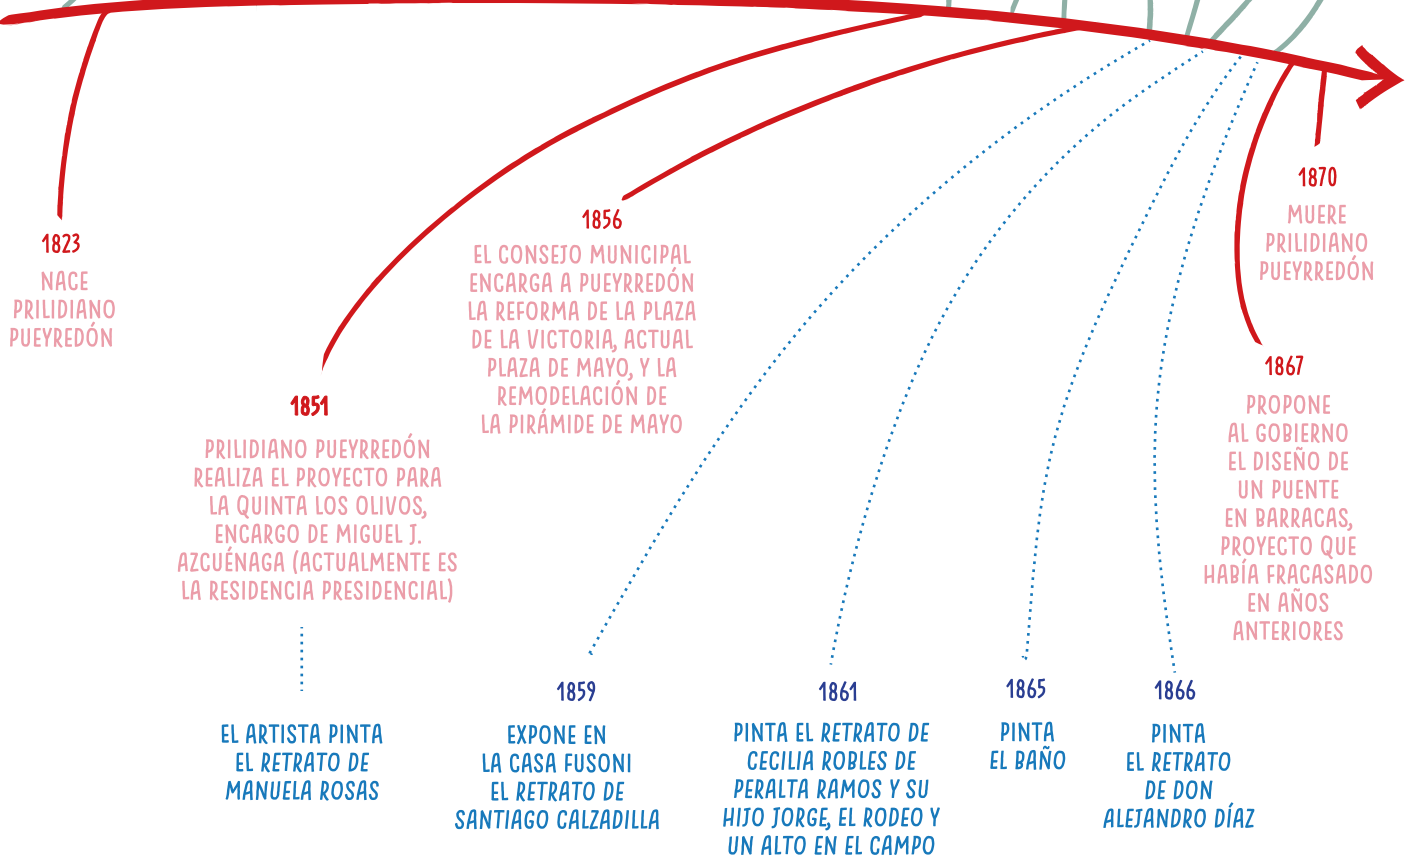 1823
NACE
PRILIDIANO
PUEYREDÓN
1851
PRILIDIANO PUEYRREDÓN
REALIZA EL PROYECTO PARA
LA QUINTA LOS OLIVOS,
ENCARGO DE MIGUEL J.
AZCUÉNAGA (ACTUALMENTE ES
LA RESIDENCIA PRESIDENCIAL)
EL ARTISTA PINTA
EL RETRATO DE
MANUELA ROSAS
1856
EL CONSEJO MUNICIPAL
ENCARGA A PUEYRREDÓN
LA REFORMA DE LA PLAZA
DE LA VICTORIA, ACTUAL
PLAZA DE MAYO, Y LA
REMODELACIÓN DE
LA PIRÁMIDE DE MAYO
1859
EXPONE EN
LA CASA FUSONI
EL RETRATO DE
SANTIAGO CALZADILLA
1861
PINTA EL RETRATO DE
CECILIA ROBLES DE
PERALTA RAMOS Y SU
HIJO JORGE, EL RODEO Y
UN ALTO EN EL CAMPO
1865
PINTA
EL BAÑO
1866
PINTA
EL RETRATO
DE DON
ALEJANDRO DÍAZ
1867
PROPONE
AL GOBIERNO
EL DISEÑO DE
UN PUENTE
EN BARRACAS,
PROYECTO QUE
HABÍA FRACASADO
EN AÑOS
ANTERIORES
1870
MUERE
PRILIDIANO
PUEYRREDÓN